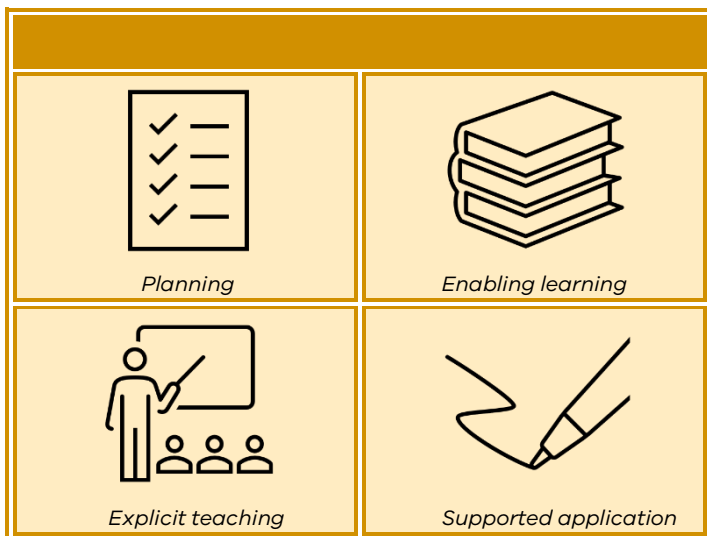 Planning
Enabling learning
Explicit teaching
Supported application